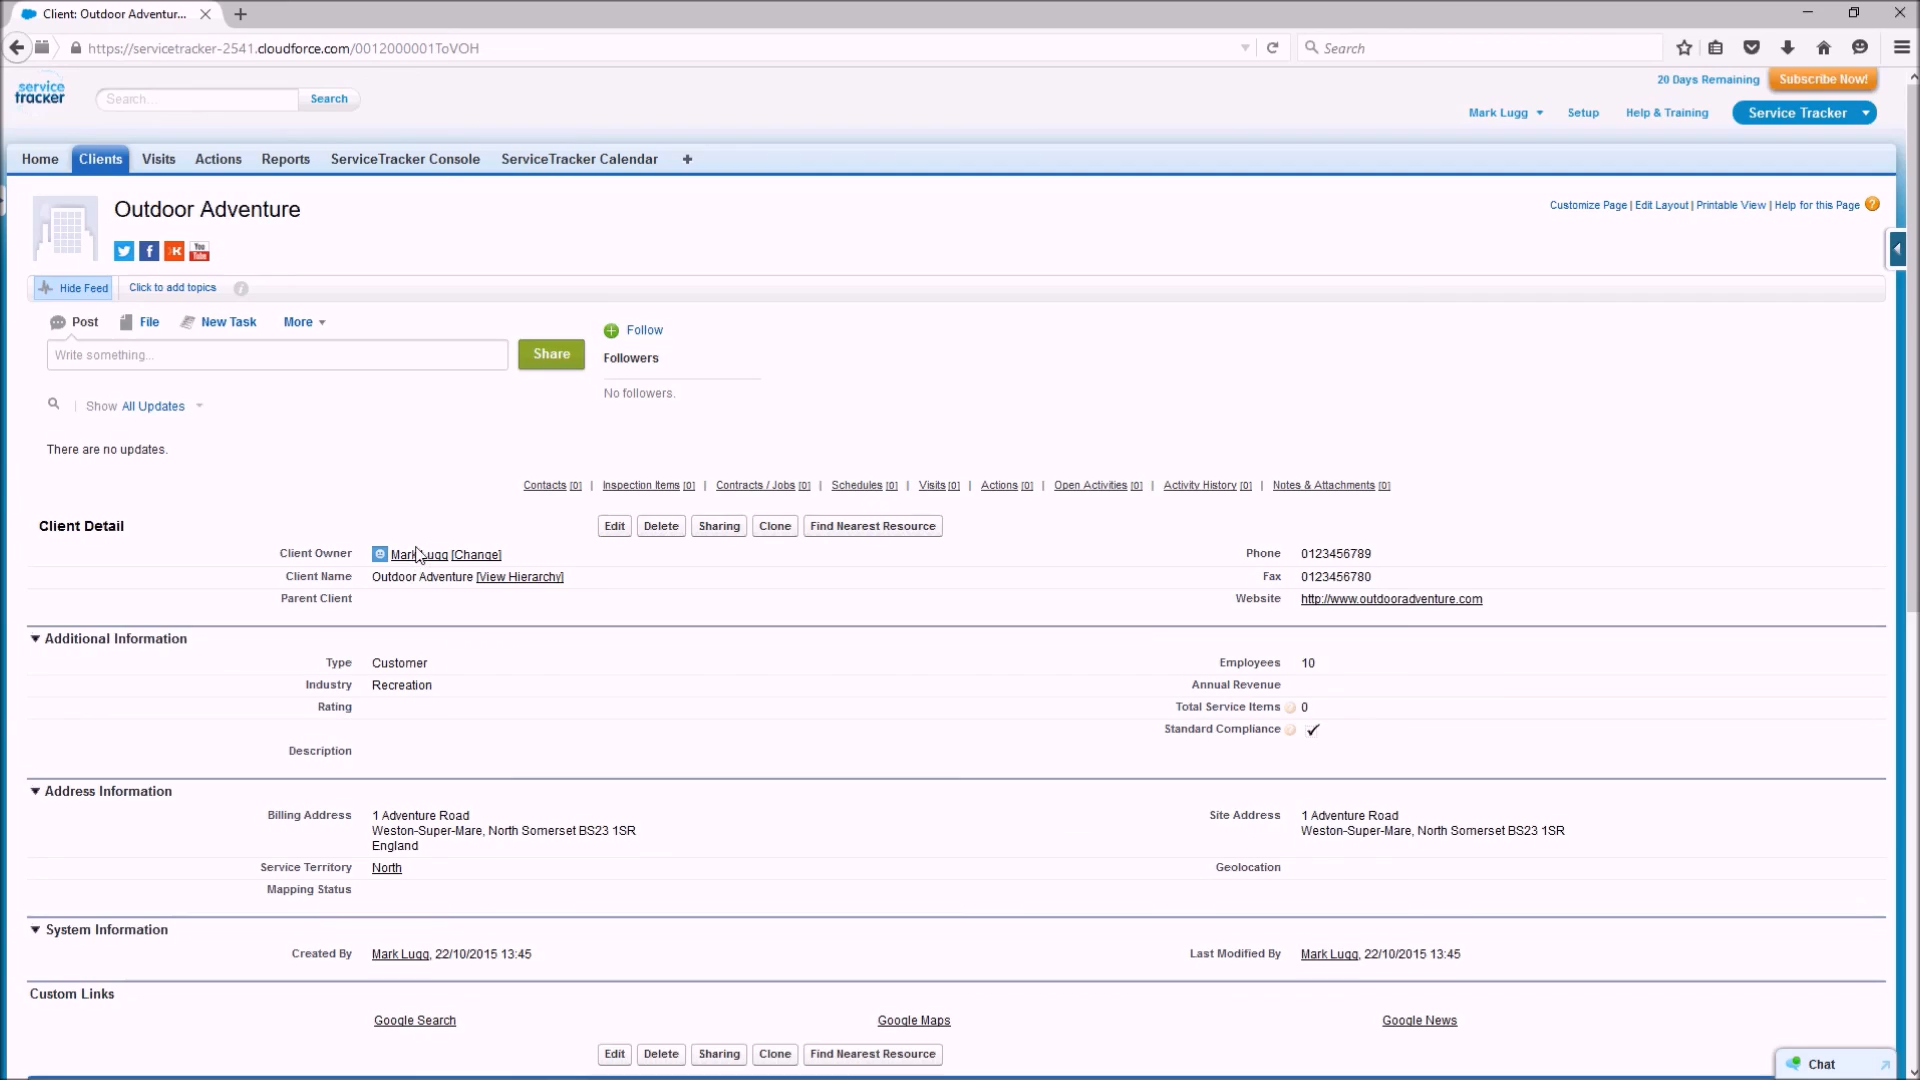 Client: Outdoor Adventur...
https://servicetracker-2541.cloudforce.com/0012000001ToVOH
Search
service
tracker
Search...
Search
20 Days Remaining
Subscribe Now!
Mark Lugg
Setup
Help & Training
Service Tracker
Home
Clients
Visits
Actions
Reports
ServiceTracker Console
ServiceTracker Calendar
Outdoor Adventure
Customize Page | Edit Layout | Printable View | Help for this Page
You
Tube
Hide Feed
Click to add topics
Post
File
New Task
More
Follow
Write something...
Share
Followers
No followers.
Show All Updates
There are no updates.
Contacts [0] | Inspection Items [0] | Contracts / Jobs [0] | Schedules [0] | Visits [0] | Actions [0] | Open Activities [0] | Activity History [0] | Notes & Attachments [0]
Client Detail
Edit
Delete
Sharing
Clone
Find Nearest Resource
Client Owner
Mark Lugg [Change]
Phone
0123456789
Client Name
Outdoor Adventure [View Hierarchy]
Fax
0123456780
Parent Client
Website
http://www.outdooradventure.com
Additional Information
Type
Customer
Employees
10
Industry
Recreation
Annual Revenue
Rating
Total Service Items
0
Standard Compliance
Description
Address Information
Billing Address
1 Adventure Road
Weston-Super-Mare, North Somerset BS23 1SR
England
Site Address
1 Adventure Road
Weston-Super-Mare, North Somerset BS23 1SR
Service Territory
North
Geolocation
Mapping Status
System Information
Created By
Mark Lugg, 22/10/2015 13:45
Last Modified By
Mark Lugg, 22/10/2015 13:45
Custom Links
Google Search
Google Maps
Google News
Edit
Delete
Sharing
Clone
Find Nearest Resource
Chat